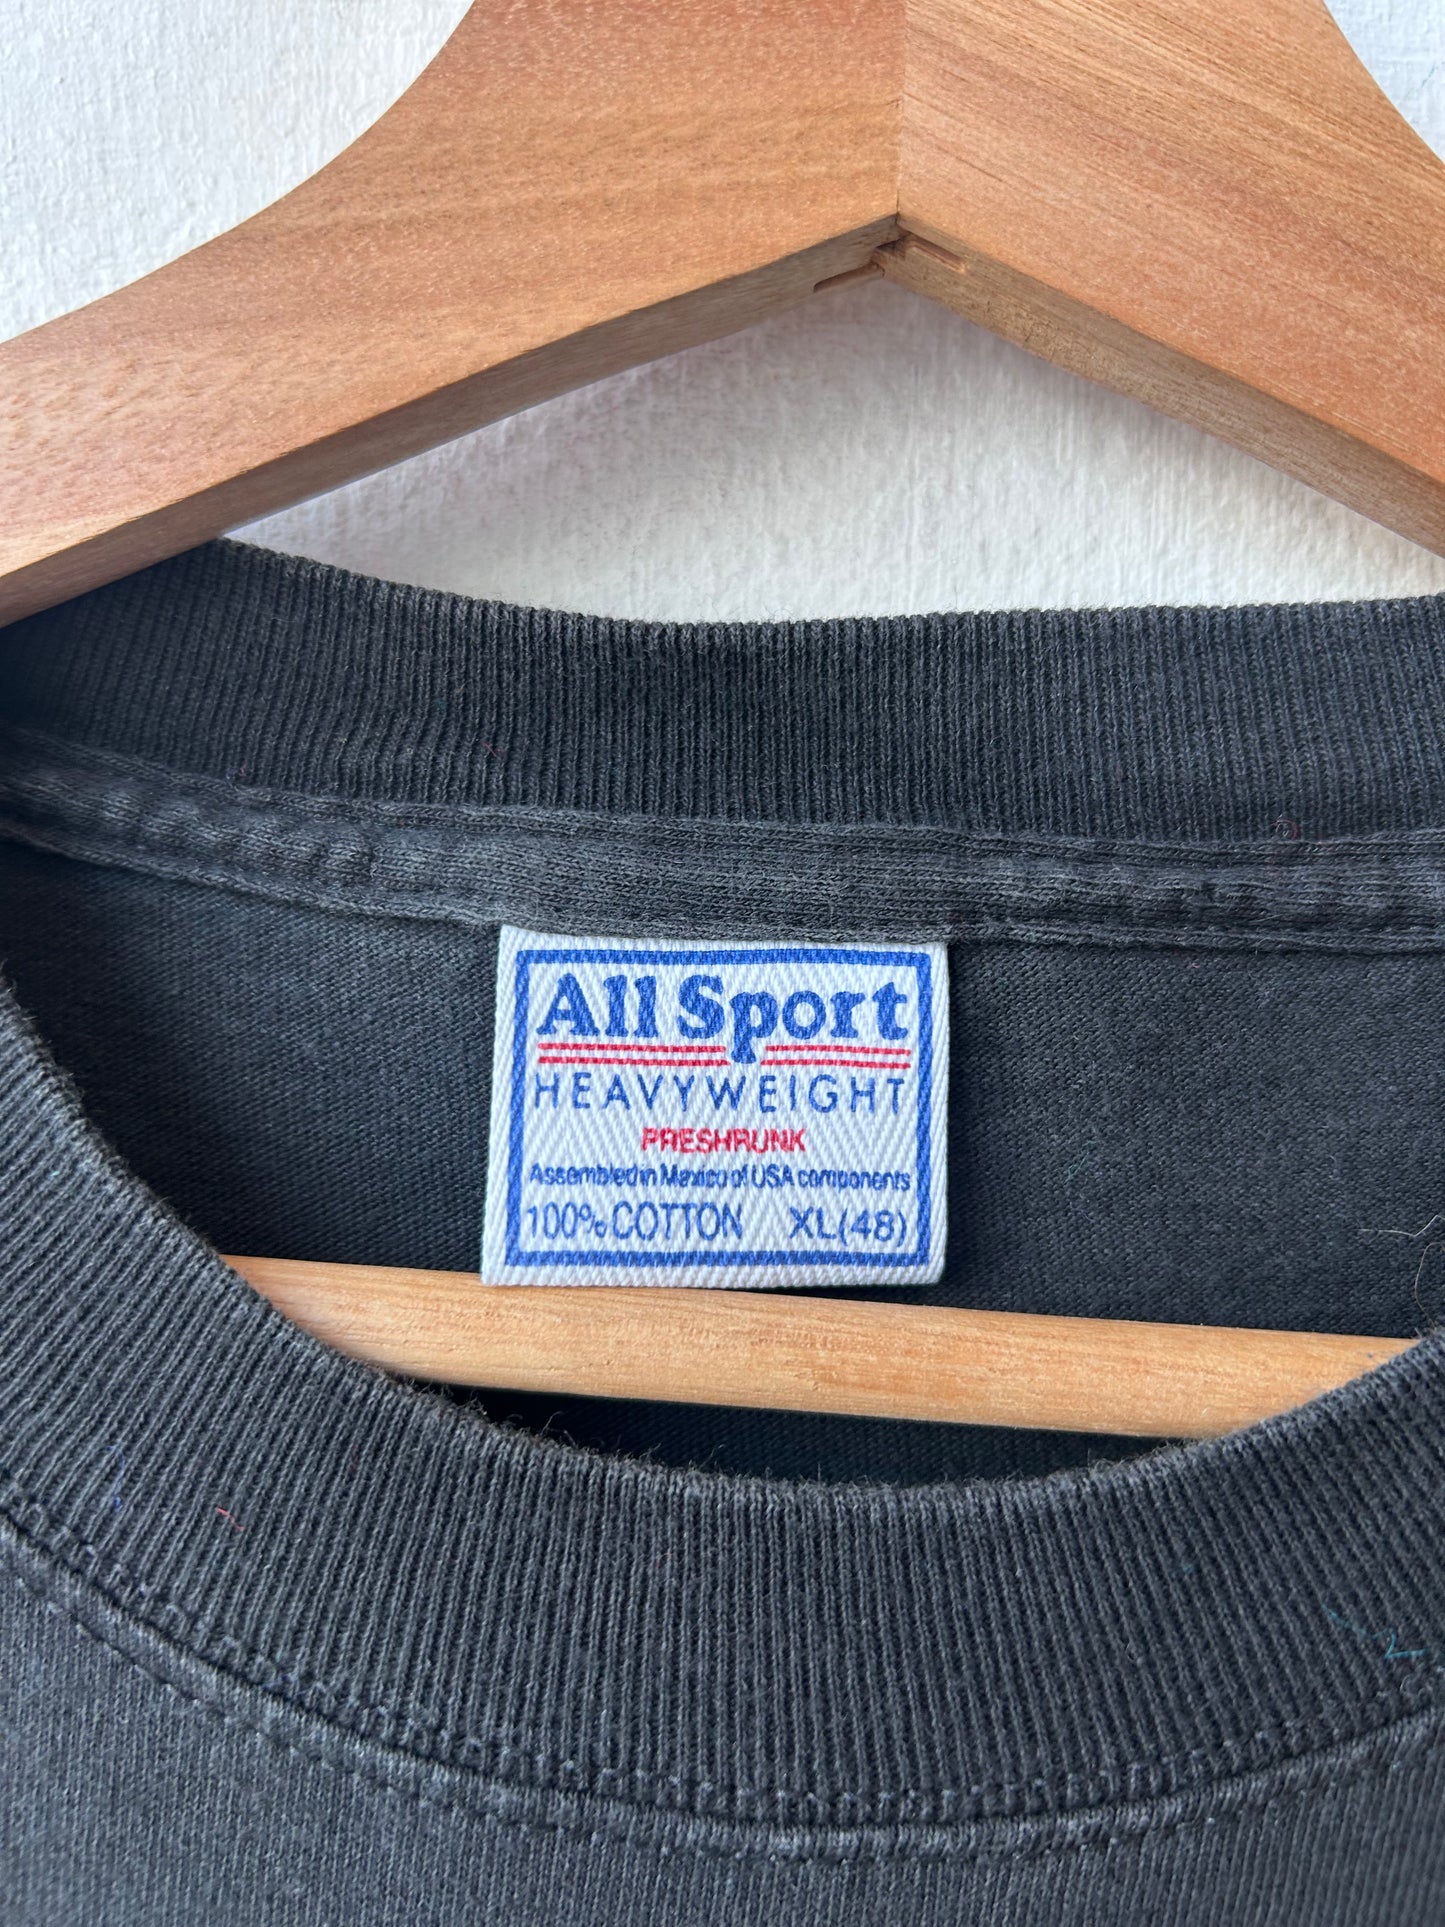 All Sport
HEAVYWEIGHT
PRESHRUNK
Assembled in Mexico of USA components
100% COTTON XL(48)